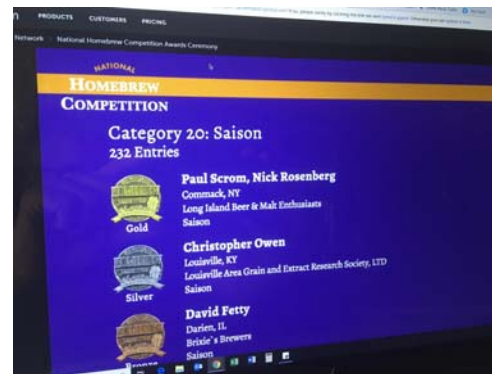 PRODUCTS CUSTOMERS PRICING
Network National Homebrew Competition Awards Ceremony
NATIONAL
HOMEBREW
COMPETITION
Category 20: Saison
232 Entries
Paul Scrom, Nick Rosenberg
Commack, NY
Long Island Beer & Malt Enthusiasts
Saison
Gold
Christopher Owen
Louisville, KY
Louisville Area Grain and Extract Research Society, LTD
Saison
Silver
David Fetty
Darien, IL
Brixie's Brewers
Saison
Bronze